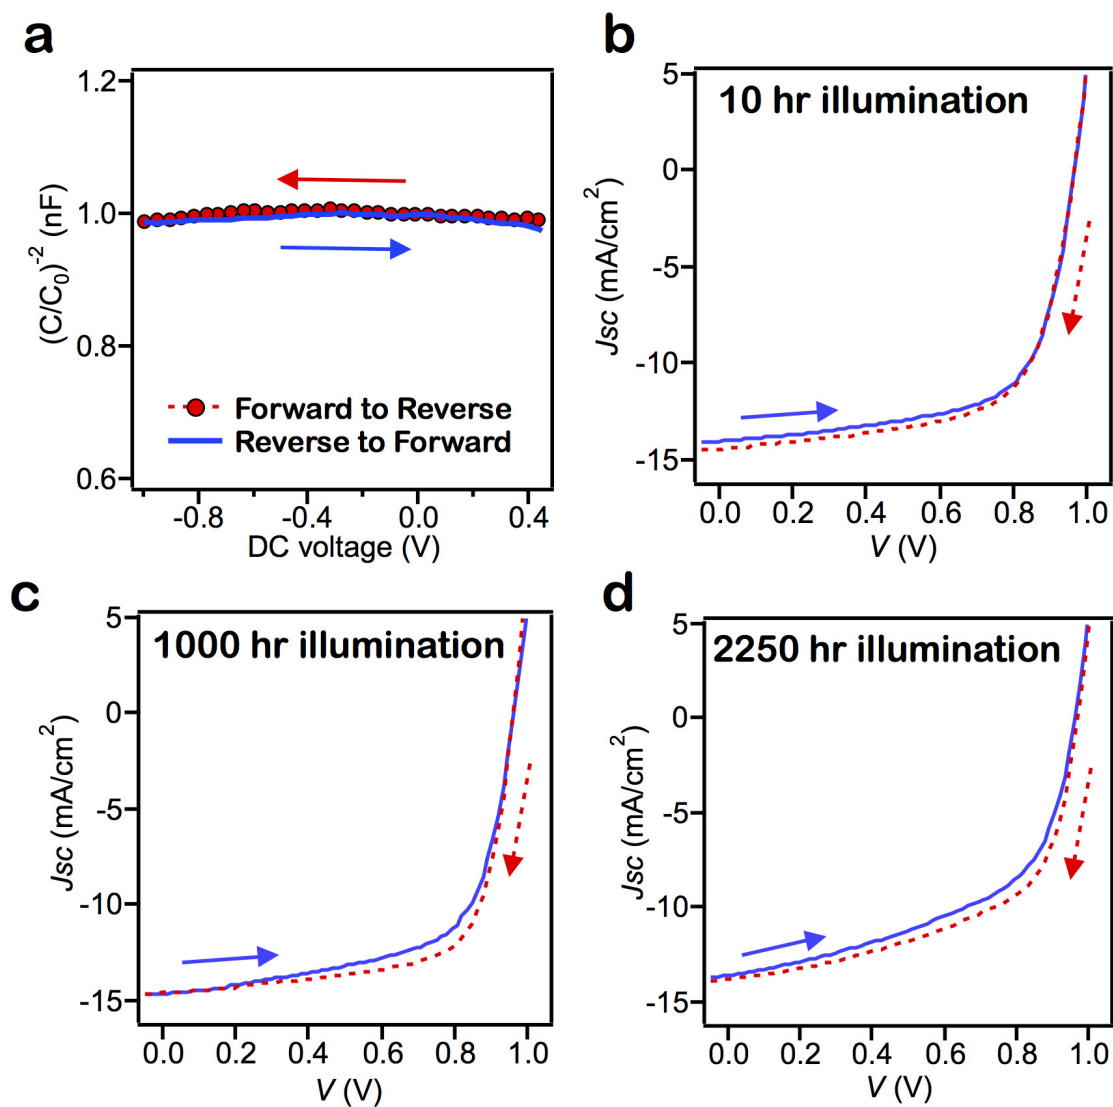 a
1.2
1.0
0.8
0.6
(C/C₀)⁻² (nF)
Forward to Reverse
Reverse to Forward
-0.8 -0.4 0.0 0.4
DC voltage (V)
b
10 hr illumination
5
0
-5
-10
-15
Jsc (mA/cm²)
0.0 0.2 0.4 0.6 0.8 1.0
V (V)
c
1000 hr illumination
5
0
-5
-10
-15
Jsc (mA/cm²)
0.0 0.2 0.4 0.6 0.8 1.0
V (V)
d
2250 hr illumination
5
0
-5
-10
-15
Jsc (mA/cm²)
0.0 0.2 0.4 0.6 0.8 1.0
V (V)